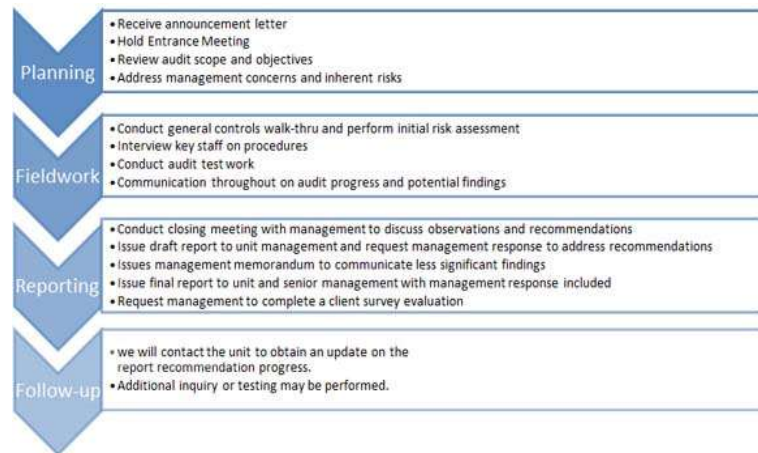 Planning
• Receive announcement letter
• Hold Entrance Meeting
• Review audit scope and objectives
• Address management concerns and inherent risks
Fieldwork
• Conduct general controls walk-thru and perform initial risk assessment
• Interview key staff on procedures
• Conduct audit test work
• Communication throughout on audit progress and potential findings
Reporting
• Conduct closing meeting with management to discuss observations and recommendations
• Issue draft report to unit management and request management response to address recommendations
• Issues management memorandum to communicate less significant findings
• Issue final report to unit and senior management with management response included
• Request management to complete a client survey evaluation
Follow-up
• we will contact the unit to obtain an update on the
report recommendation progress.
• Additional inquiry or testing may be performed.